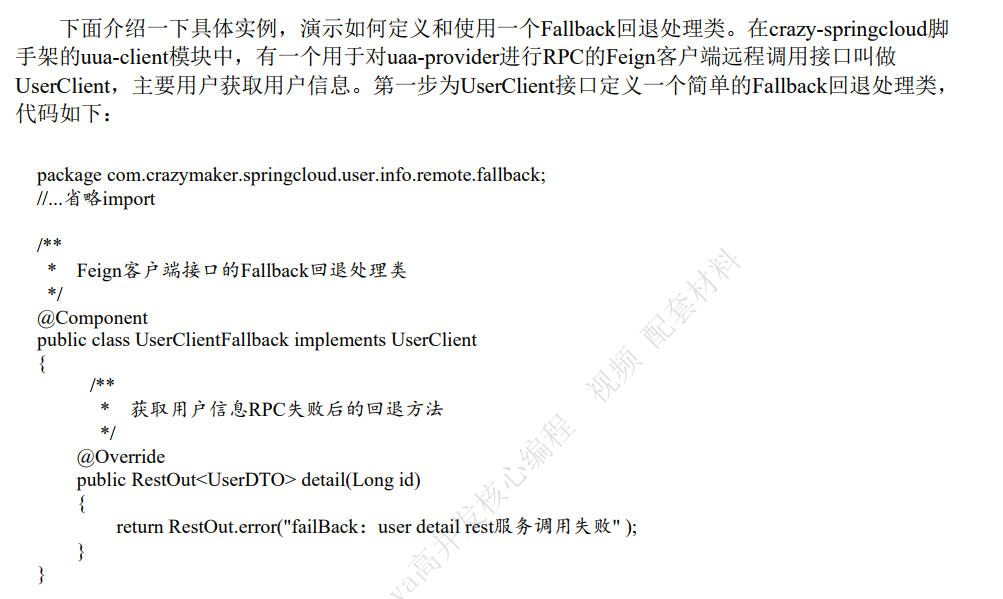 下面介绍一下具体实例，演示如何定义和使用一个Fallback回退处理类。在crazy-springcloud脚
手架的uua-client模块中，有一个用于对uaa-provider进行RPC的Feign客户端远程调用接口叫做
UserClient，主要用户获取用户信息。第一步为UserClient接口定义一个简单的Fallback回退处理类，
代码如下：
package com.crazymaker.springcloud.user.info.remote.fallback;
//...省略import
/**
* Feign客户端接口的Fallback回退处理类
*/
@Component
public class UserClientFallback implements UserClient
{
/**
* 获取用户信息RPC失败后的回退方法
*/
@Override
public RestOut<UserDTO> detail(Long id)
{
return RestOut.error("failBack：user detail rest服务调用失败" );
}
}
va高并发核心编程 视频 配套材料